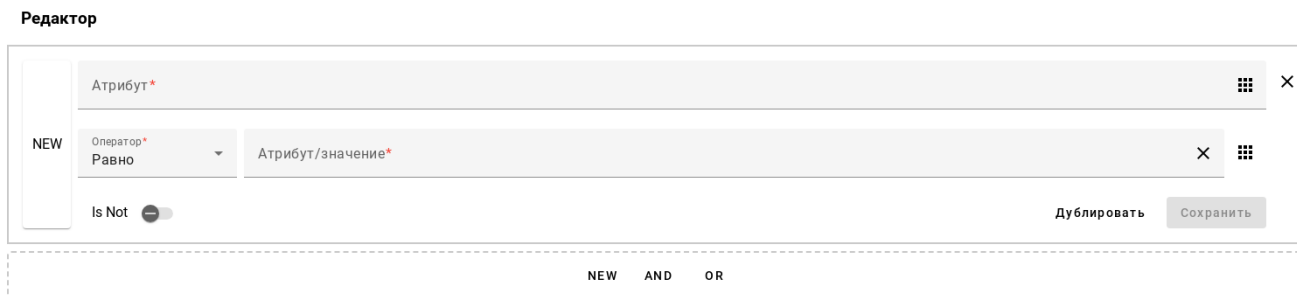 Редактор
Атрибут*
NEW
Оператор*
Равно
Атрибут/значение*
Is Not
Дублировать
Сохранить
NEW AND OR